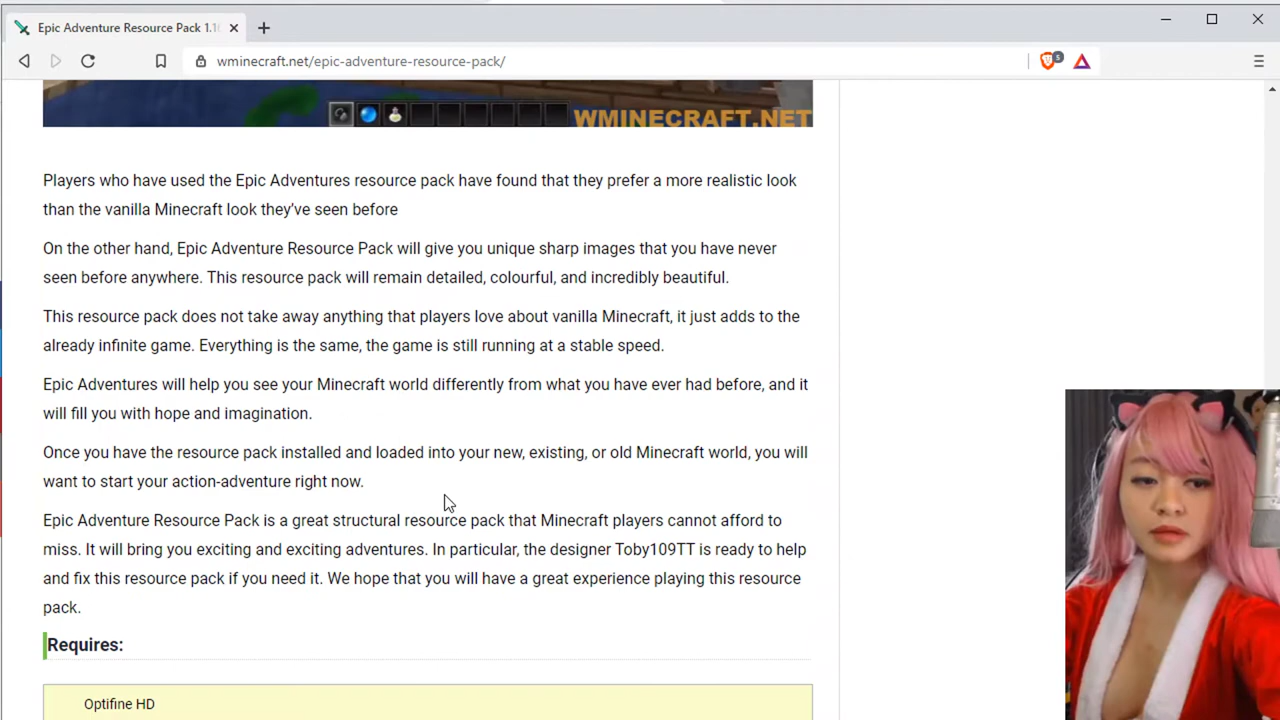 Epic Adventure Resource Pack 1.1
wminecraft.net/epic-adventure-resource-pack/
5
WMINECRAFT.NET
Players who have used the Epic Adventures resource pack have found that they prefer a more realistic look
than the vanilla Minecraft look they've seen before
On the other hand, Epic Adventure Resource Pack will give you unique sharp images that you have never
seen before anywhere. This resource pack will remain detailed, colourful, and incredibly beautiful.
This resource pack does not take away anything that players love about vanilla Minecraft, it just adds to the
already infinite game. Everything is the same, the game is still running at a stable speed.
Epic Adventures will help you see your Minecraft world differently from what you have ever had before, and it
will fill you with hope and imagination.
Once you have the resource pack installed and loaded into your new, existing, or old Minecraft world, you will
want to start your action-adventure right now.
Epic Adventure Resource Pack is a great structural resource pack that Minecraft players cannot afford to
miss. It will bring you exciting and exciting adventures. In particular, the designer Toby109TT is ready to help
and fix this resource pack if you need it. We hope that you will have a great experience playing this resource
pack.
Requires:
Optifine HD